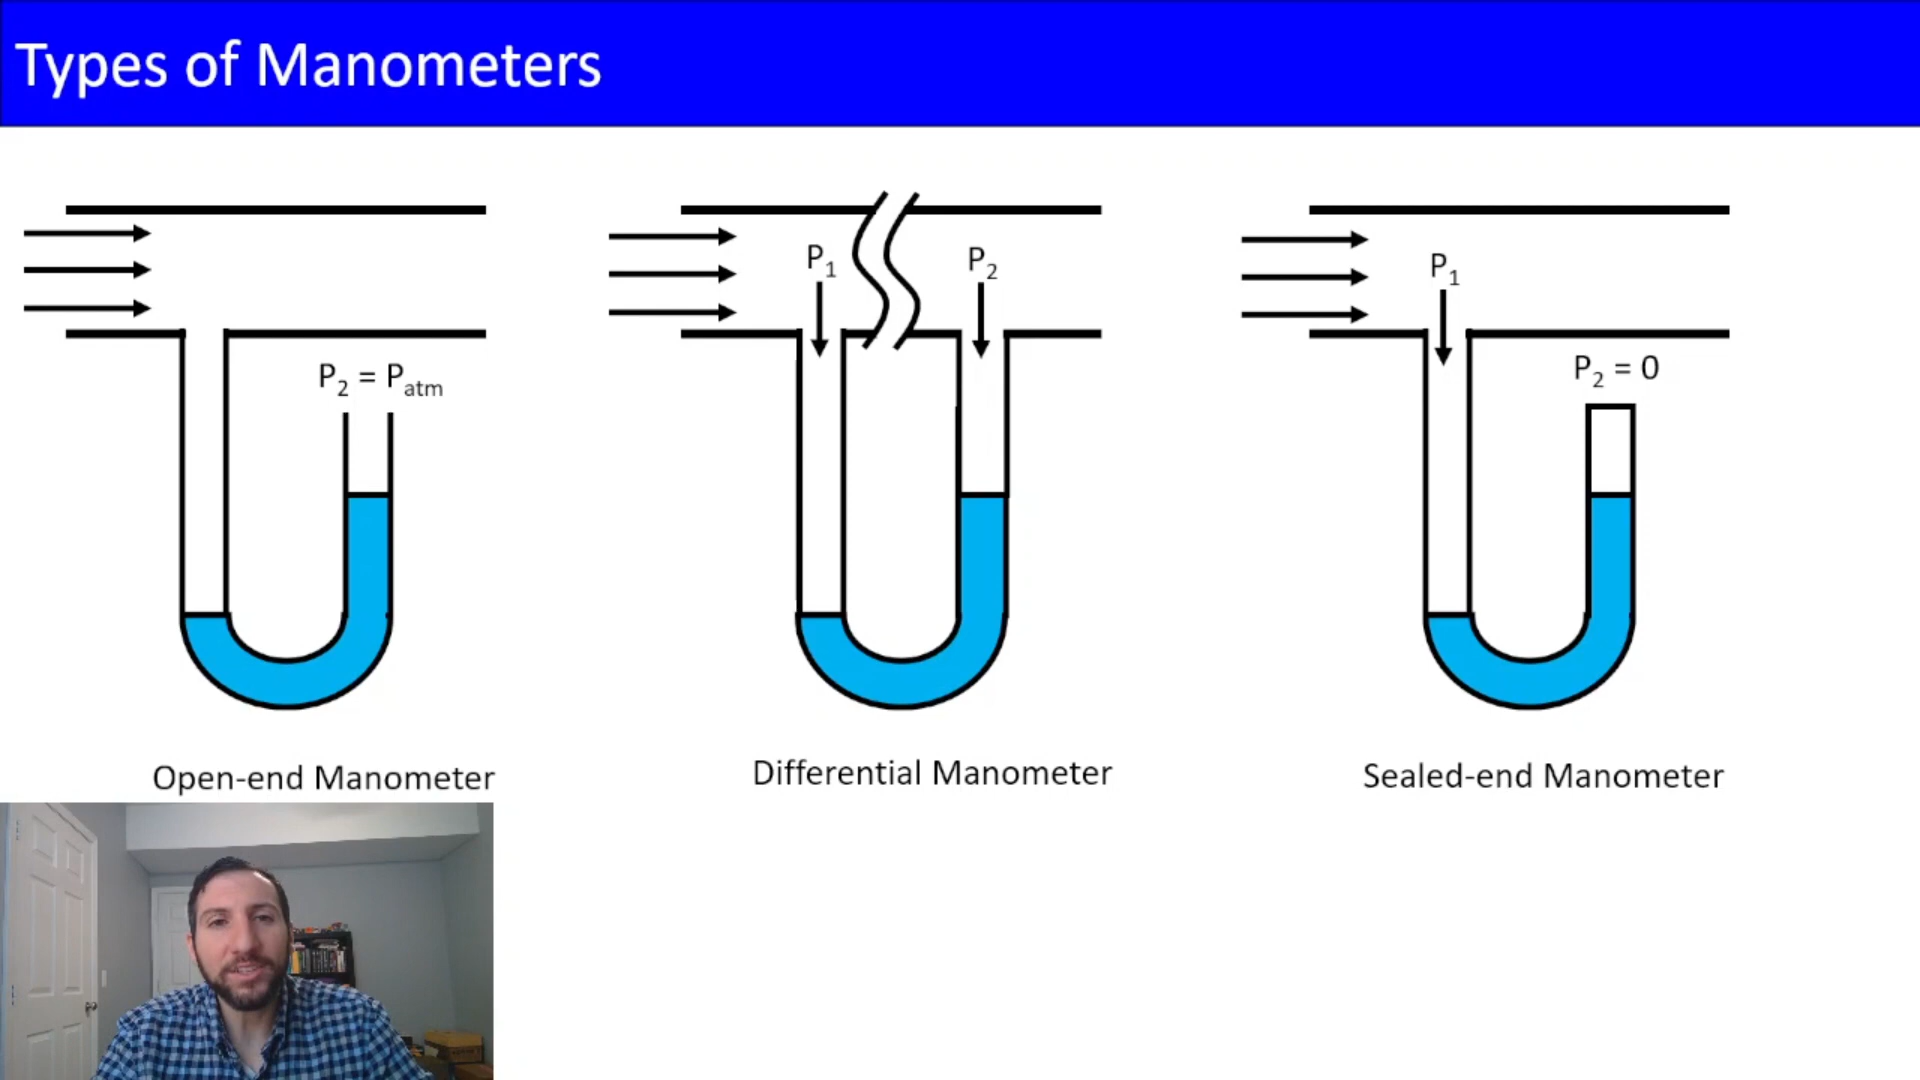 Types of Manometers
P₁
P₂
P₁
P₂ = Pₐₜₘ
P₂ = 0
Open-end Manometer
Differential Manometer
Sealed-end Manometer